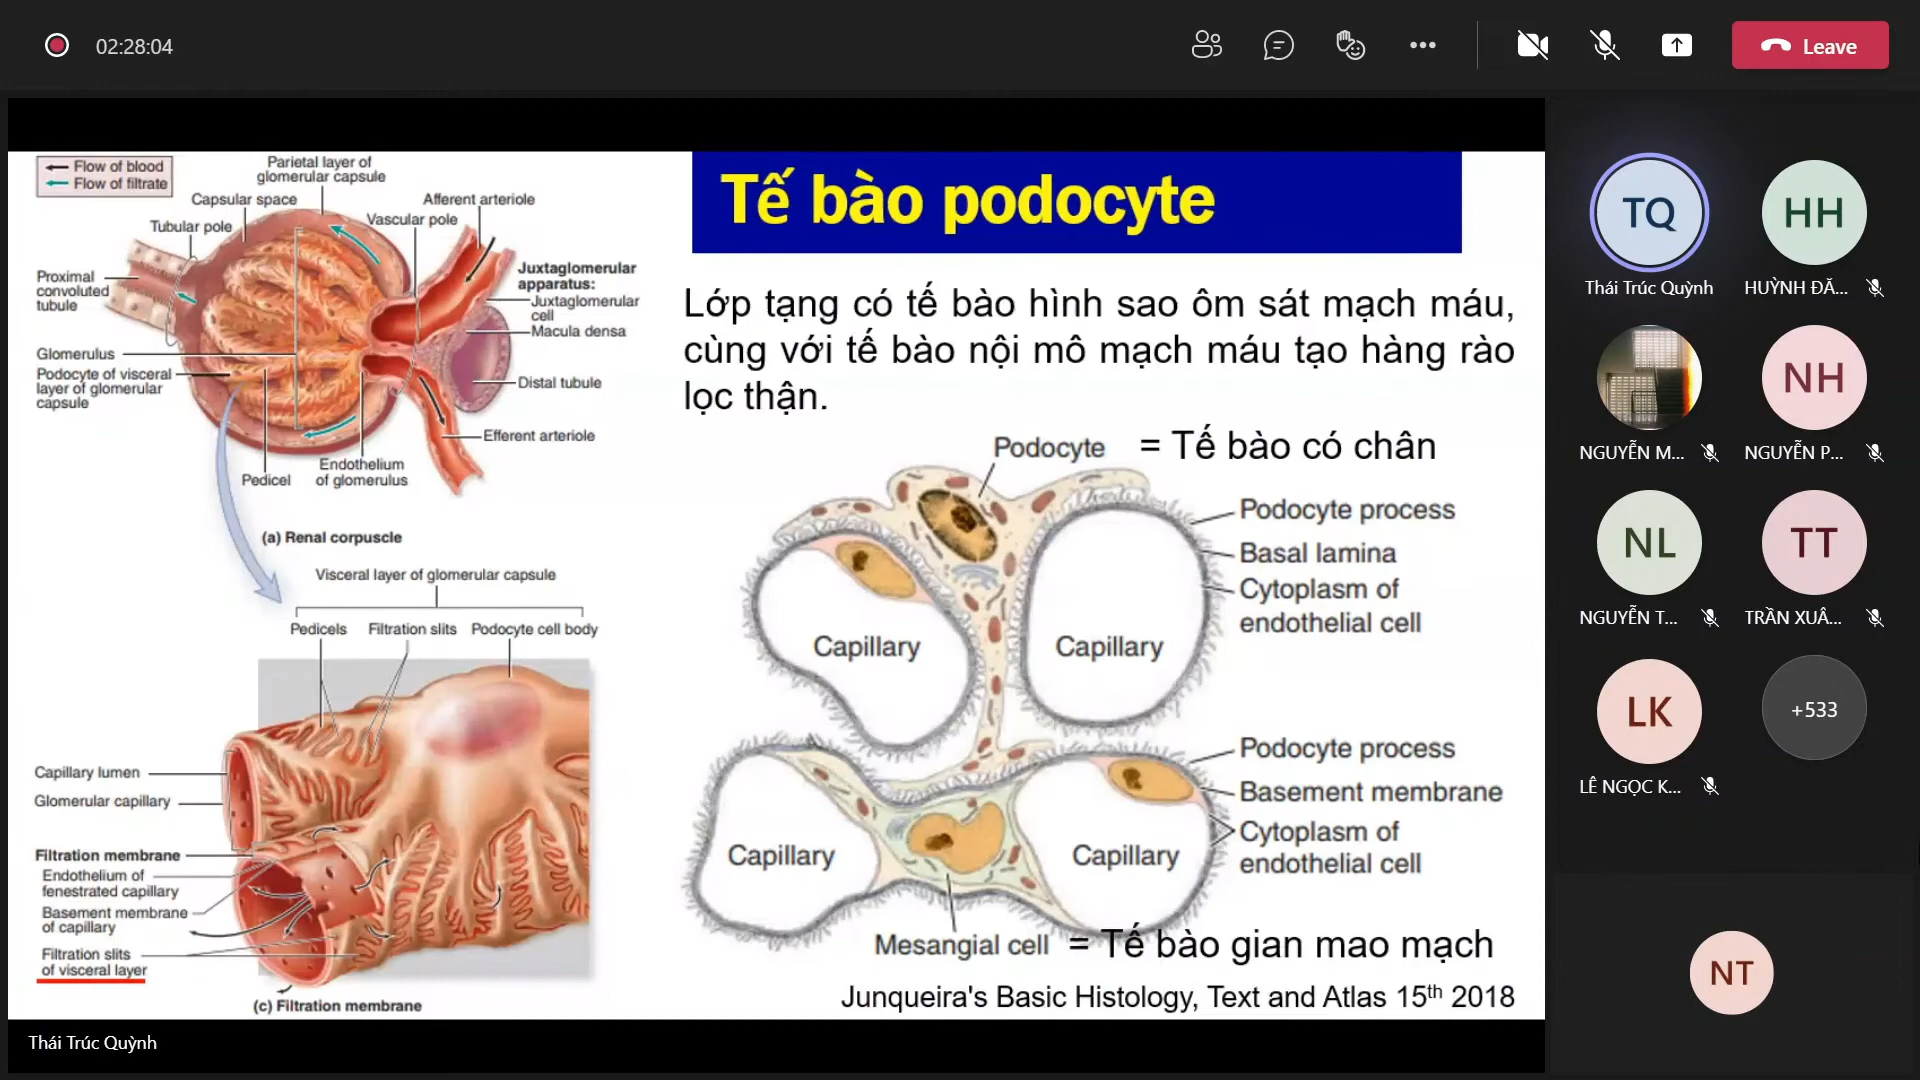 02:28:04
Leave
Flow of blood
Flow of filtrate
Parietal layer of
glomerular capsule
Capsular space
Afferent arteriole
Vascular pole
Tubular pole
Juxtaglomerular
apparatus:
Juxtaglomerular
cell
Macula densa
Proximal
convoluted
tubule
Glomerulus
Podocyte of visceral
layer of glomerular
capsule
Distal tubule
Efferent arteriole
Endothelium
of glomerulus
Pedicel
(a) Renal corpuscle
Visceral layer of glomerular capsule
Pedicels
Filtration slits
Podocyte cell body
Capillary lumen
Glomerular capillary
Filtration membrane
Endothelium of
fenestrated capillary
Basement membrane
of capillary
Filtration slits
of visceral layer
(c) Filtration membrane
Tế bào podocyte
Lớp tạng có tế bào hình sao ôm sát mạch máu,
cùng với tế bào nội mô mạch máu tạo hàng rào
lọc thận.
Podocyte = Tế bào có chân
Podocyte process
Basal lamina
Cytoplasm of
endothelial cell
Capillary
Capillary
Podocyte process
Basement membrane
Cytoplasm of
endothelial cell
Capillary
Capillary
Mesangial cell = Tế bào gian mao mạch
Junqueira's Basic Histology, Text and Atlas 15th 2018
Thái Trúc Quỳnh
TQ
Thái Trúc Quỳnh
HH
HUỲNH ĐĂ...
NGUYỄN M...
NH
NGUYỄN P...
NL
NGUYỄN T...
TT
TRẦN XUÂ...
LK
LÊ NGỌC K...
+533
NT